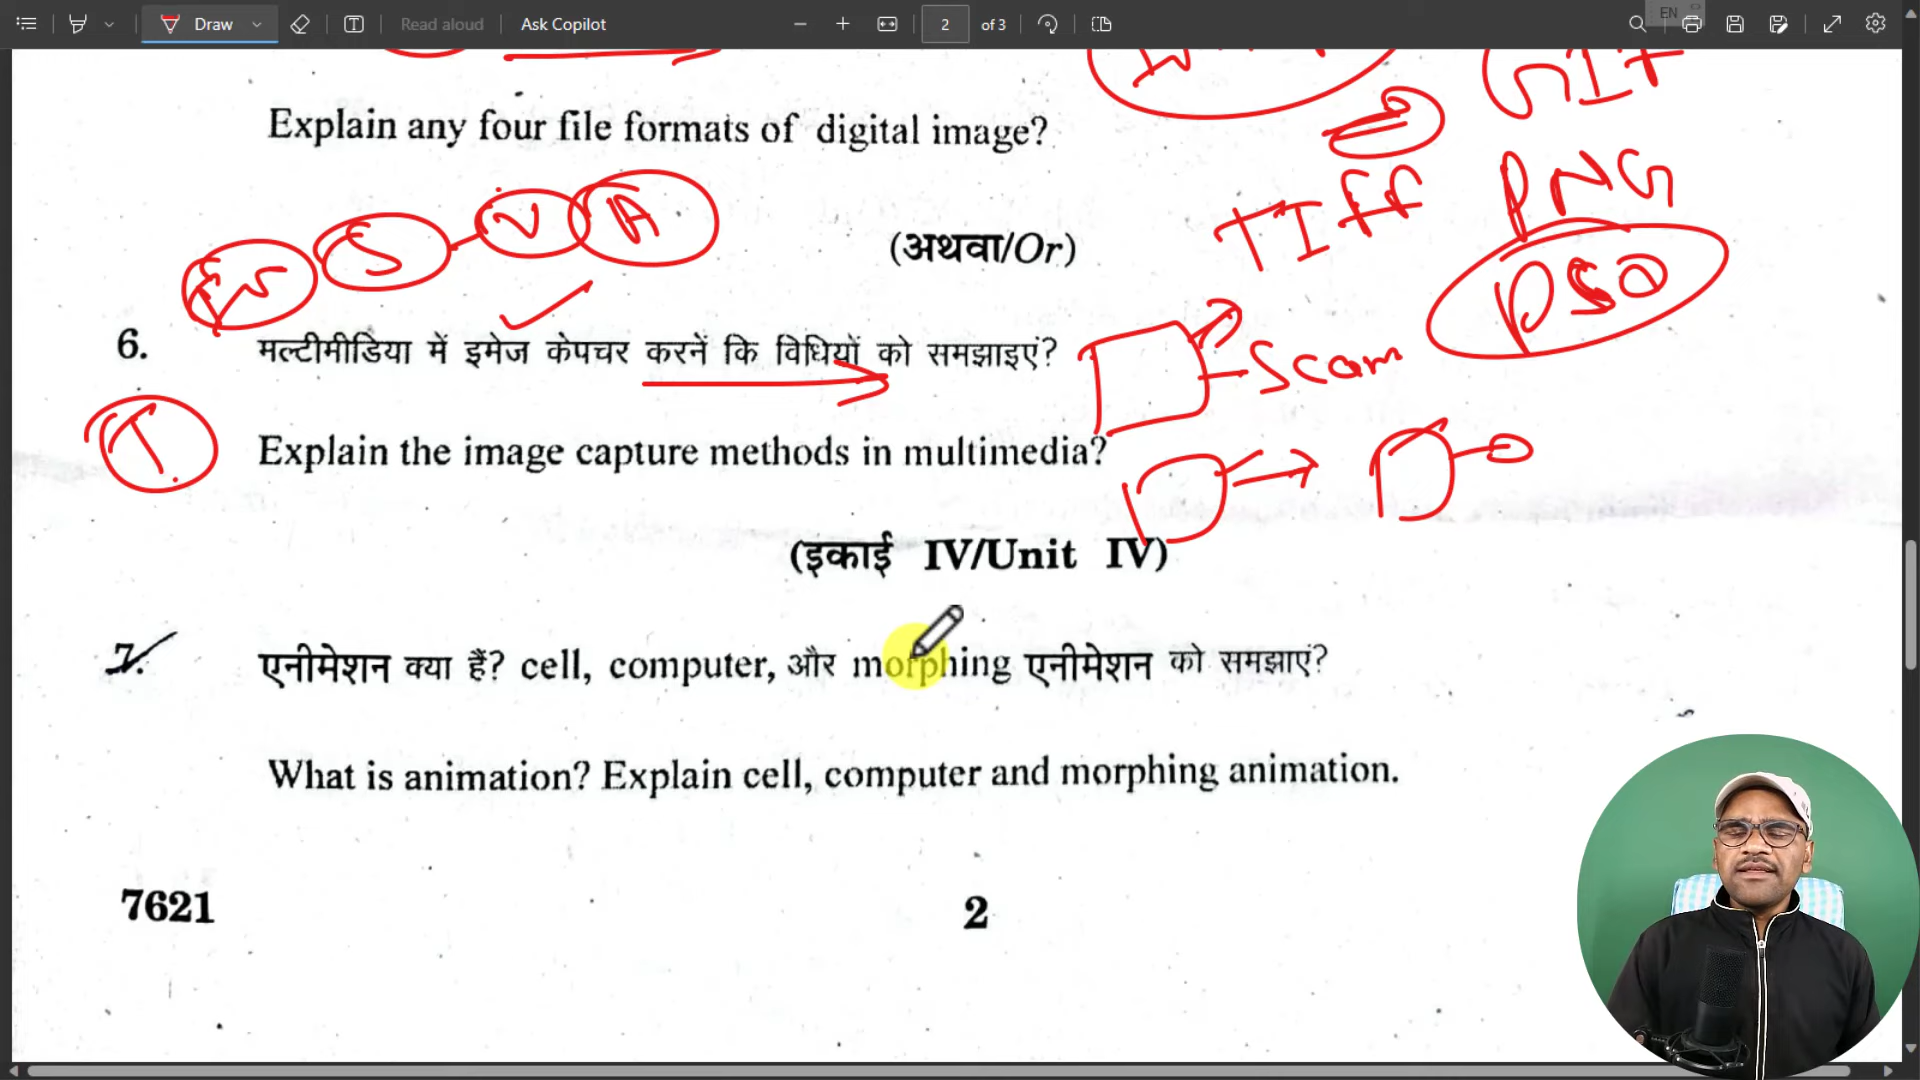 Draw
Read aloud
Ask Copilot
2 of 3
EN
GIF
Explain any four file formats of digital image?
TIff
PNG
S V A
(अथवा/Or)
PSD
6. मल्टीमीडिया में इमेज केपचर करनें कि विधियों को समझाइएं?
Scam
T.
Explain the image capture methods in multimedia?
(इकाई IV/Unit IV)
7. एनीमेशन क्या हैं? cell, computer, और morphing एनीमेशन को समझाएं?
What is animation? Explain cell, computer and morphing animation.
7621
2